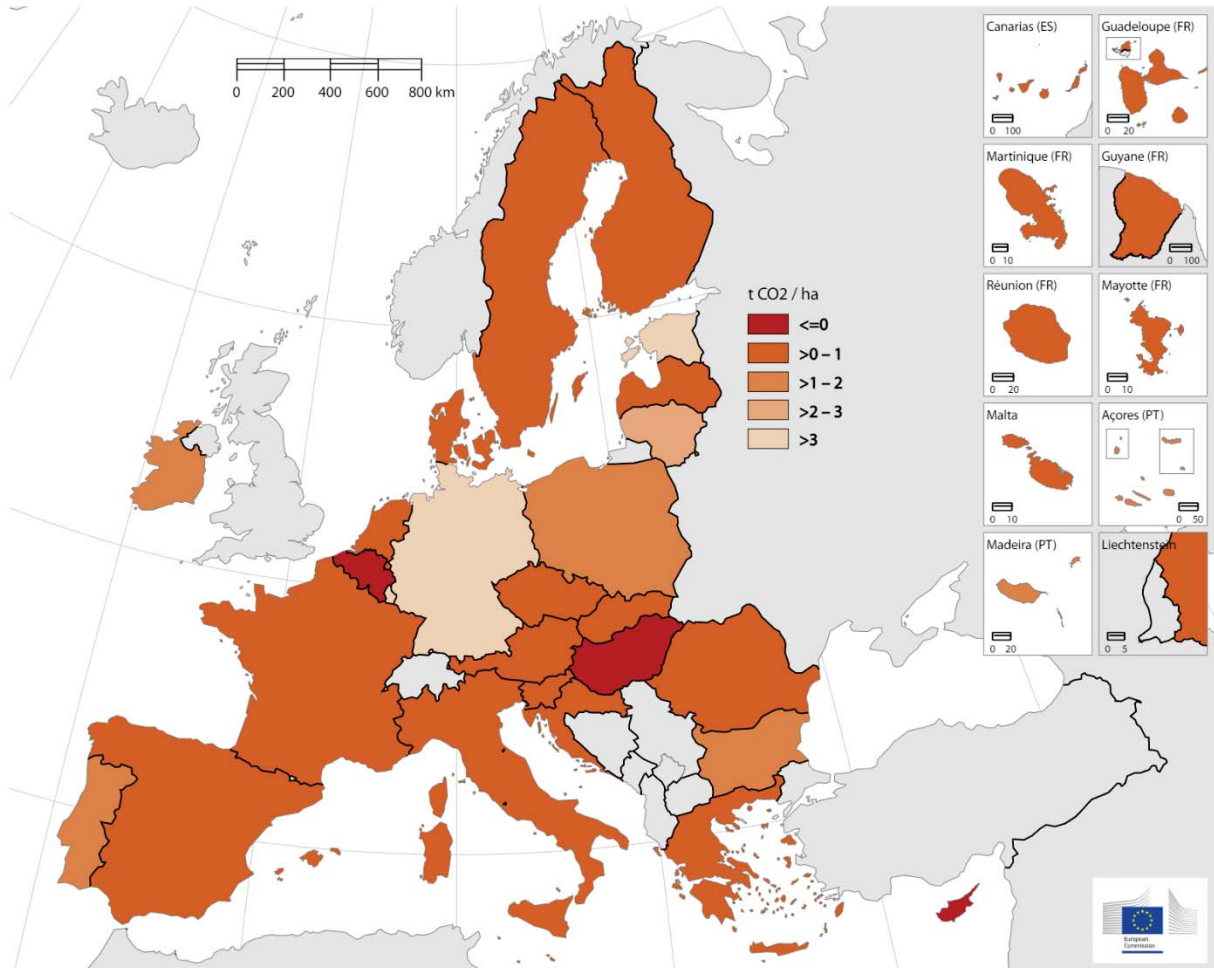 0 200 400 600 800 km
t CO2 / ha
<=0
>0 – 1
>1 – 2
>2 – 3
>3
Canarias (ES)
0 100
Guadeloupe (FR)
0 20
Martinique (FR)
0 10
Guyane (FR)
0 100
Réunion (FR)
0 20
Mayotte (FR)
0 10
Malta
0 10
Açores (PT)
0 50
Madeira (PT)
0 20
Liechtenstein
0 5
European
Commission